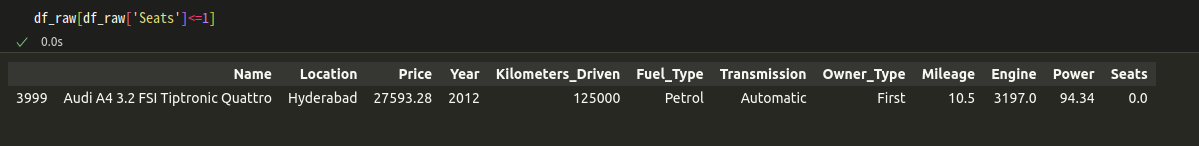 df_raw[df_raw['Seats']<=1]
✓ 0.0s
Name Location Price Year Kilometers_Driven Fuel_Type Transmission Owner_Type Mileage Engine Power Seats
3999 Audi A4 3.2 FSI Tiptronic Quattro Hyderabad 27593.28 2012 125000 Petrol Automatic First 10.5 3197.0 94.34 0.0